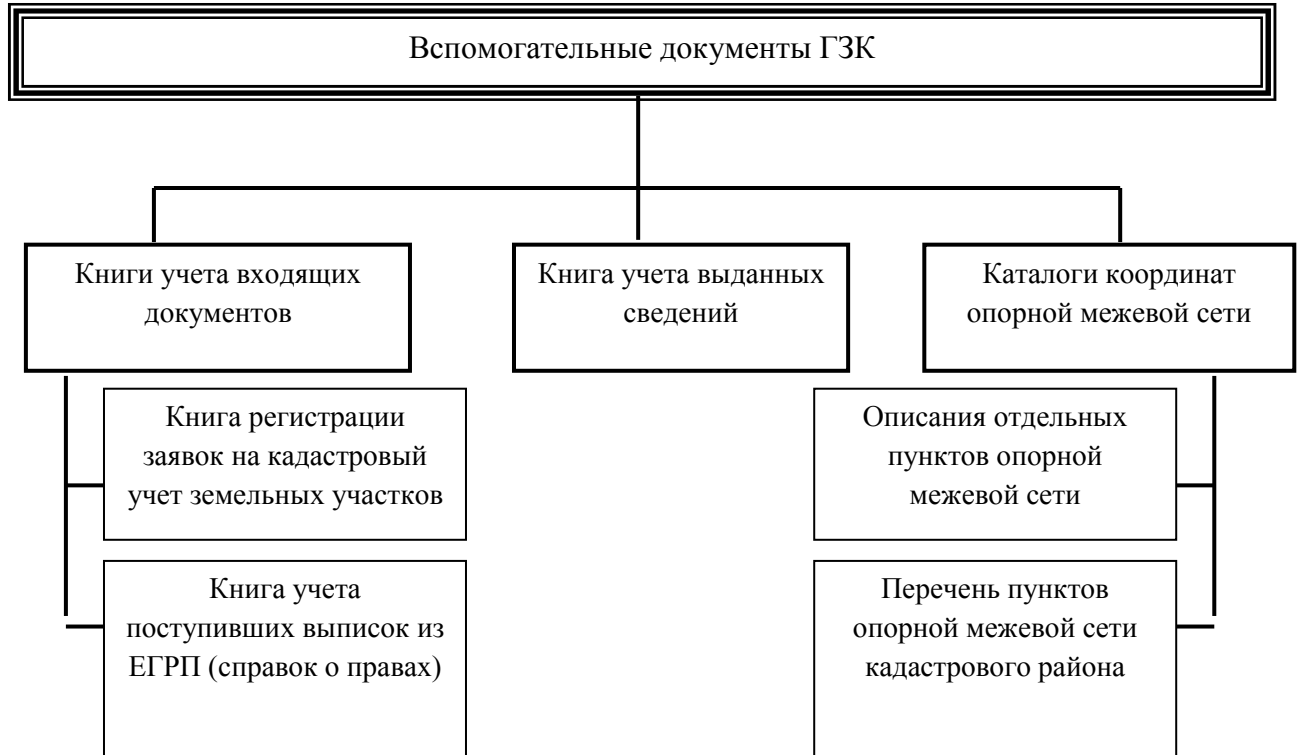 Вспомогательные документы ГЗК
Книги учета входящих
документов
Книга учета выданных
сведений
Каталоги координат
опорной межевой сети
Книга регистрации
заявок на кадастровый
учет земельных участков
Описания отдельных
пунктов опорной
межевой сети
Книга учета
поступивших выписок из
ЕГРП (справок о правах)
Перечень пунктов
опорной межевой сети
кадастрового района